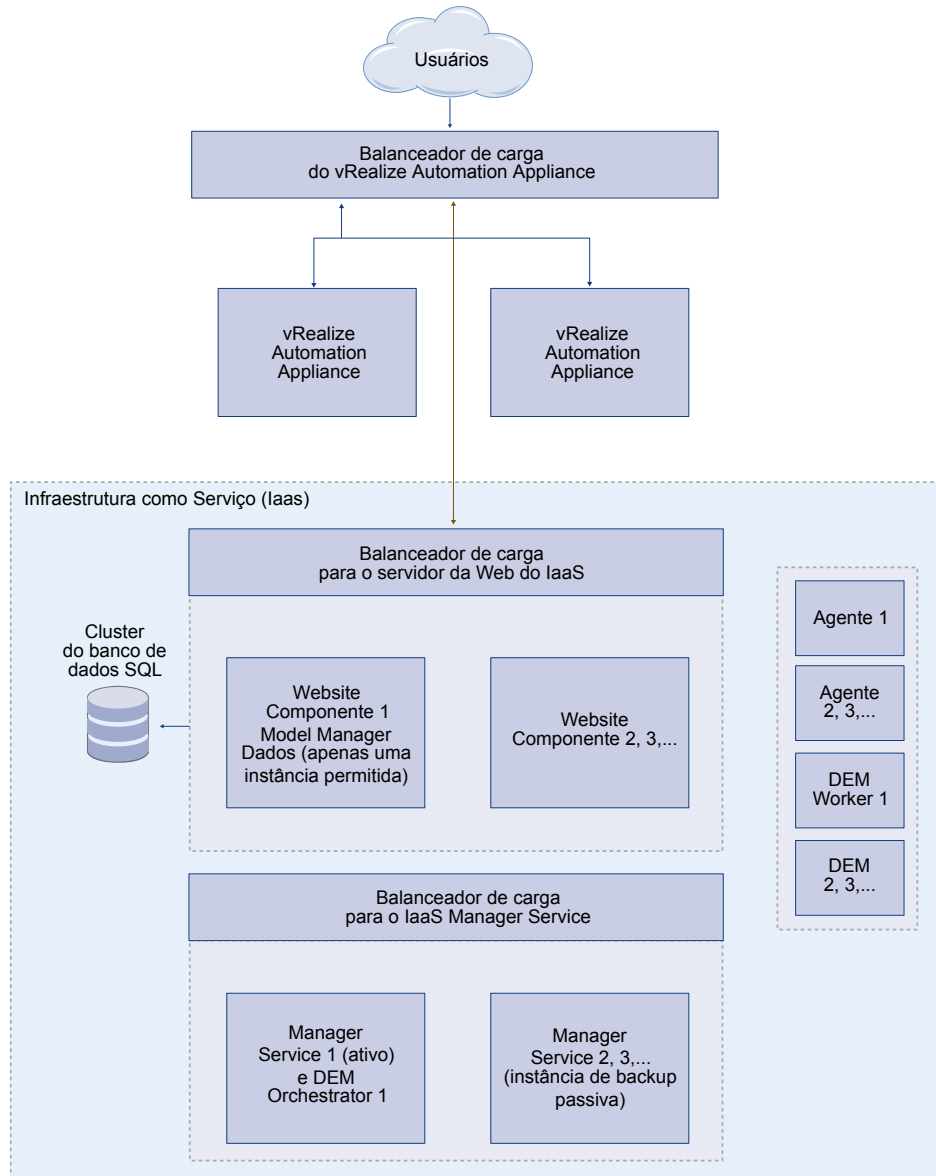 Usuários
Balanceador de carga
do vRealize Automation Appliance
vRealize
Automation
Appliance
vRealize
Automation
Appliance
Infraestrutura como Serviço (Iaas)
Balanceador de carga
para o servidor da Web do IaaS
Cluster
do banco de
dados SQL
Website
Componente 1
Model Manager
Dados (apenas uma
instância permitida)
Website
Componente 2, 3,...
Agente 1
Agente
2, 3,...
DEM
Worker 1
DEM
2, 3,...
Balanceador de carga
para o IaaS Manager Service
Manager
Service 1 (ativo)
e DEM
Orchestrator 1
Manager
Service 2, 3,...
(instância de backup
passiva)